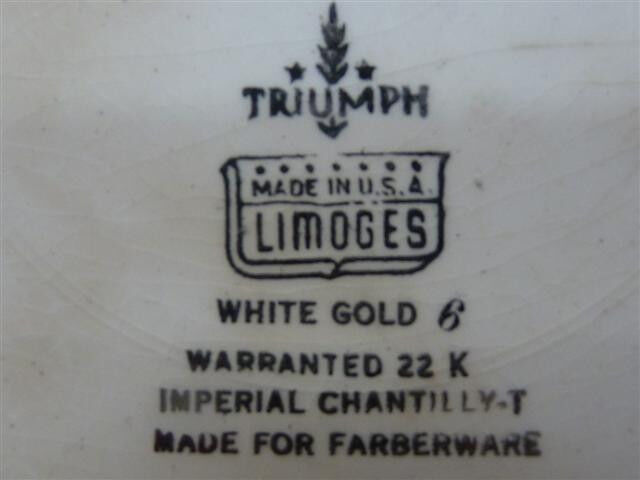 TRIUMPH
MADE IN U.S.A.
LIMOGES
WHITE GOLD 6
WARRANTED 22 K
IMPERIAL CHANTILLY-T
MADE FOR FARBERWARE